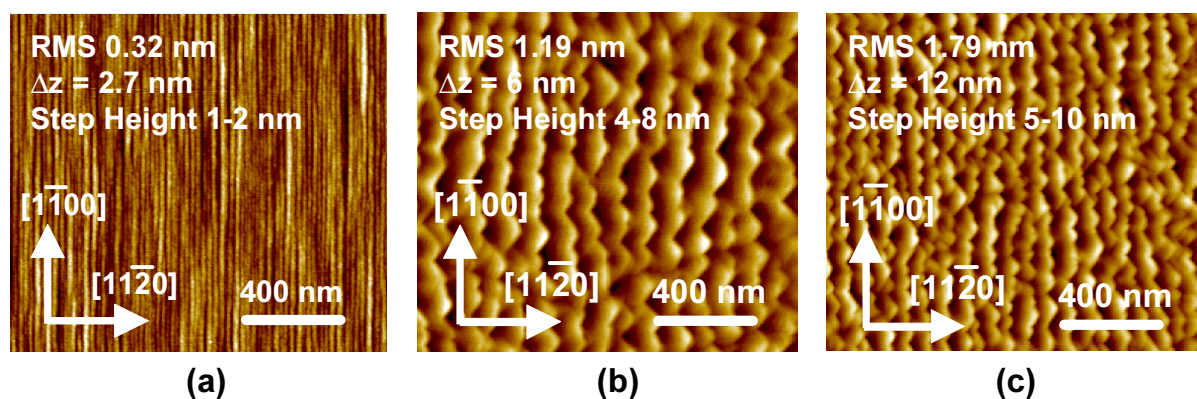 RMS 0.32 nm
Δz = 2.7 nm
Step Height 1-2 nm
[11̅00]
[112̅0]
400 nm
(a)
RMS 1.19 nm
Δz = 6 nm
Step Height 4-8 nm
[11̅00]
[112̅0]
400 nm
(b)
RMS 1.79 nm
Δz = 12 nm
Step Height 5-10 nm
[11̅00]
[112̅0]
400 nm
(c)